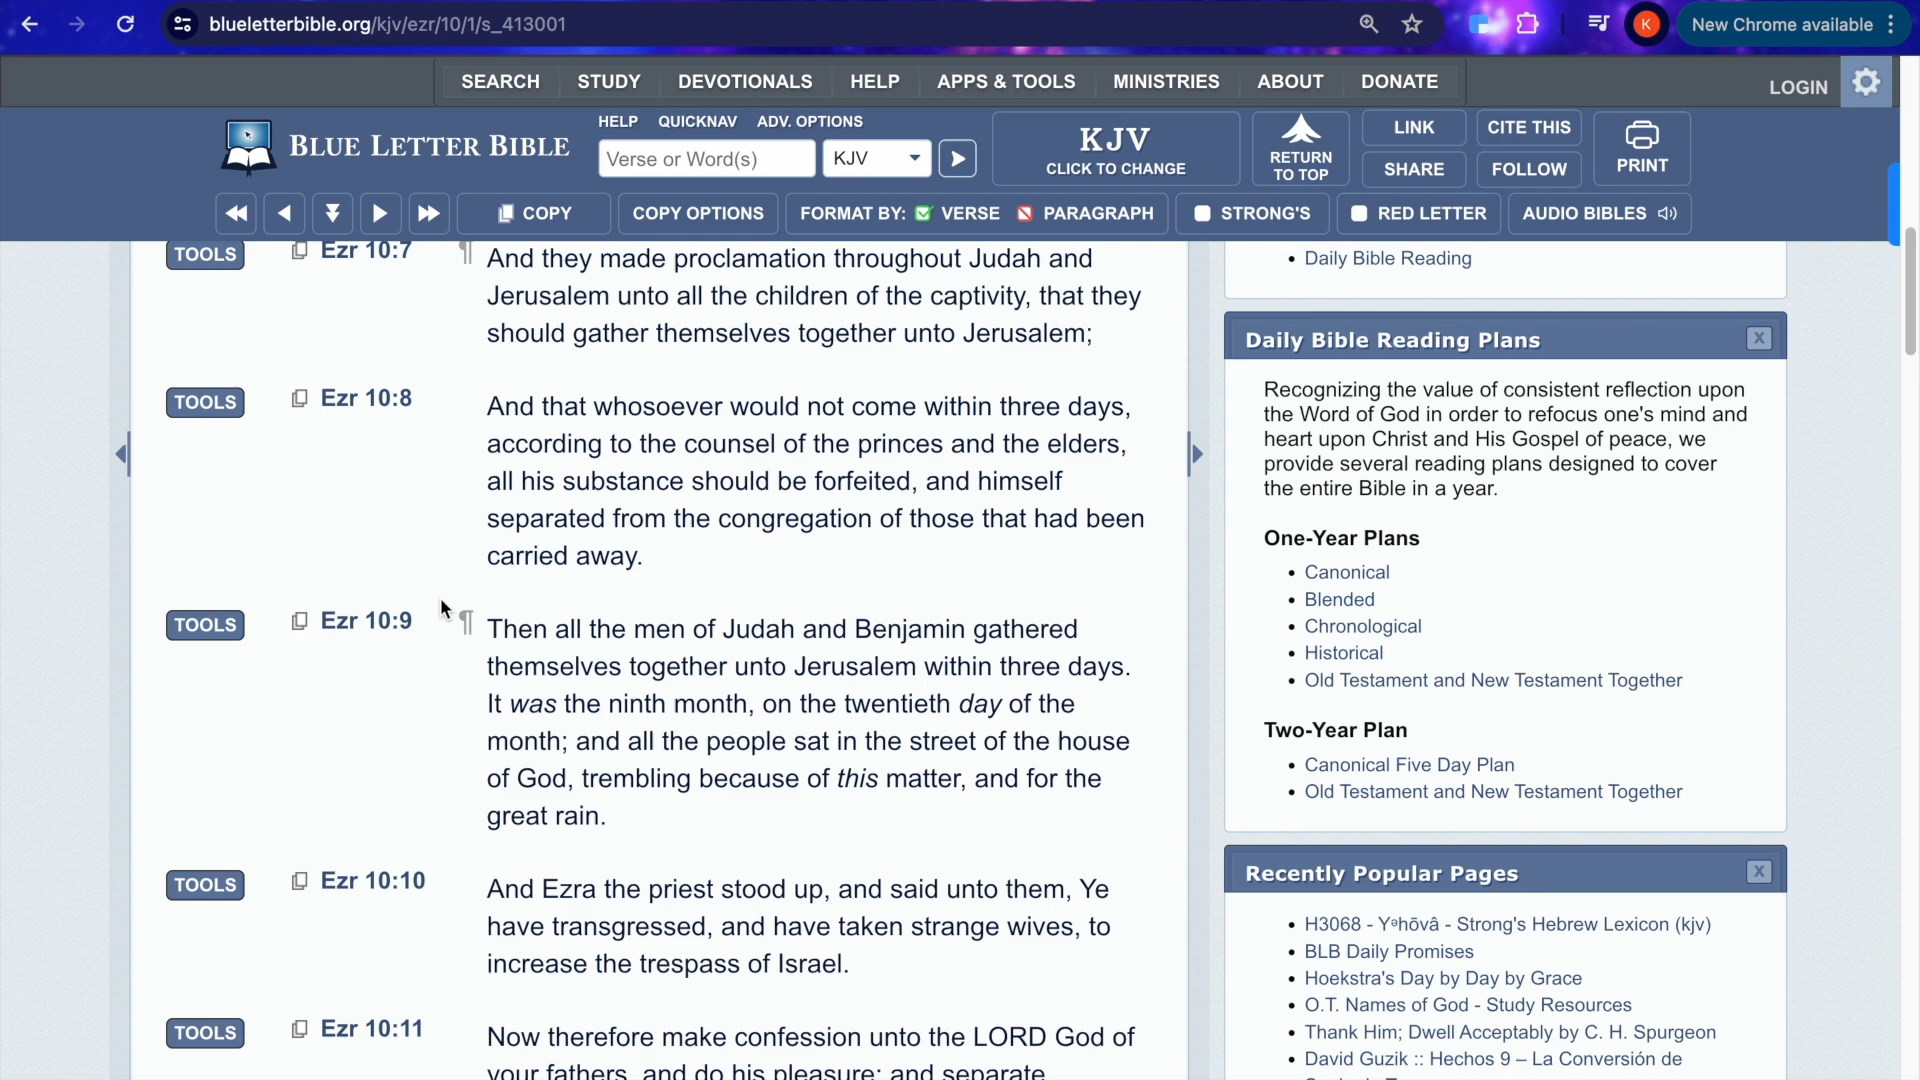 blueletterbible.org/kjv/ezr/10/1/s_413001
K
New Chrome available
SEARCH STUDY DEVOTIONALS HELP APPS & TOOLS MINISTRIES ABOUT DONATE
LOGIN
BLUE LETTER BIBLE
HELP QUICKNAV ADV. OPTIONS
Verse or Word(s)
KJV
KJV
CLICK TO CHANGE
RETURN
TO TOP
LINK
CITE THIS
SHARE
FOLLOW
PRINT
COPY
COPY OPTIONS
FORMAT BY: VERSE PARAGRAPH
STRONG'S
RED LETTER
AUDIO BIBLES
TOOLS
Ezr 10:7
¶
And they made proclamation throughout Judah and
Jerusalem unto all the children of the captivity, that they
should gather themselves together unto Jerusalem;
TOOLS
Ezr 10:8
And that whosoever would not come within three days,
according to the counsel of the princes and the elders,
all his substance should be forfeited, and himself
separated from the congregation of those that had been
carried away.
TOOLS
Ezr 10:9
¶
Then all the men of Judah and Benjamin gathered
themselves together unto Jerusalem within three days.
It was the ninth month, on the twentieth day of the
month; and all the people sat in the street of the house
of God, trembling because of this matter, and for the
great rain.
TOOLS
Ezr 10:10
And Ezra the priest stood up, and said unto them, Ye
have transgressed, and have taken strange wives, to
increase the trespass of Israel.
TOOLS
Ezr 10:11
Now therefore make confession unto the LORD God of
your fathers, and do his pleasure: and separate
• Daily Bible Reading
Daily Bible Reading Plans
X
Recognizing the value of consistent reflection upon
the Word of God in order to refocus one's mind and
heart upon Christ and His Gospel of peace, we
provide several reading plans designed to cover
the entire Bible in a year.
One-Year Plans
• Canonical
• Blended
• Chronological
• Historical
• Old Testament and New Testament Together
Two-Year Plan
• Canonical Five Day Plan
• Old Testament and New Testament Together
Recently Popular Pages
X
• H3068 - Yᵊhōvâ - Strong's Hebrew Lexicon (kjv)
• BLB Daily Promises
• Hoekstra's Day by Day by Grace
• O.T. Names of God - Study Resources
• Thank Him; Dwell Acceptably by C. H. Spurgeon
• David Guzik :: Hechos 9 – La Conversión de